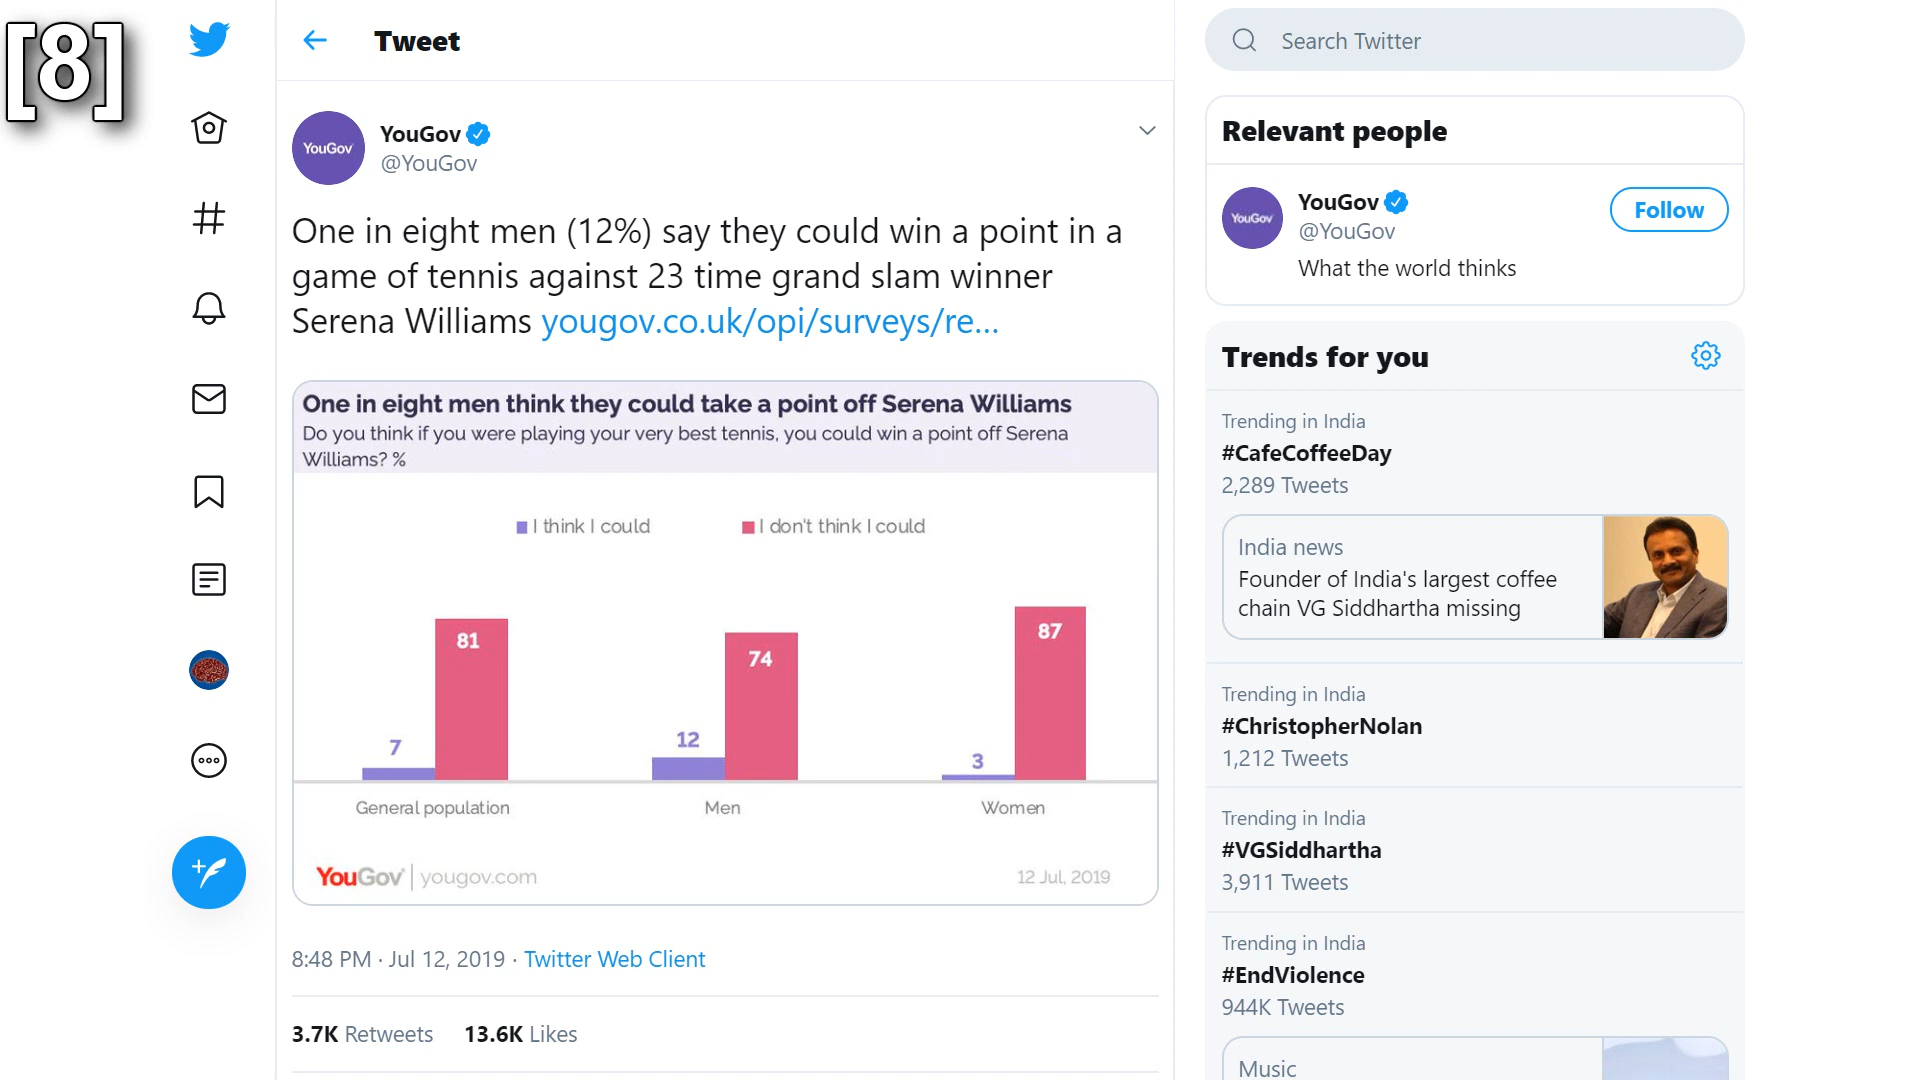 [8]
Tweet
YouGov
YouGov
@YouGov
One in eight men (12%) say they could win a point in a
game of tennis against 23 time grand slam winner
Serena Williams yougov.co.uk/opi/surveys/re...
One in eight men think they could take a point off Serena Williams
Do you think if you were playing your very best tennis, you could win a point off Serena
Williams? %
I think I could
I don't think I could
7
81
12
74
3
87
General population
Men
Women
YouGov | yougov.com
12 Jul, 2019
8:48 PM · Jul 12, 2019 · Twitter Web Client
3.7K Retweets 13.6K Likes
Search Twitter
Relevant people
YouGov
YouGov
@YouGov
Follow
What the world thinks
Trends for you
Trending in India
#CafeCoffeeDay
2,289 Tweets
India news
Founder of India's largest coffee
chain VG Siddhartha missing
Trending in India
#ChristopherNolan
1,212 Tweets
Trending in India
#VGSiddhartha
3,911 Tweets
Trending in India
#EndViolence
944K Tweets
Music